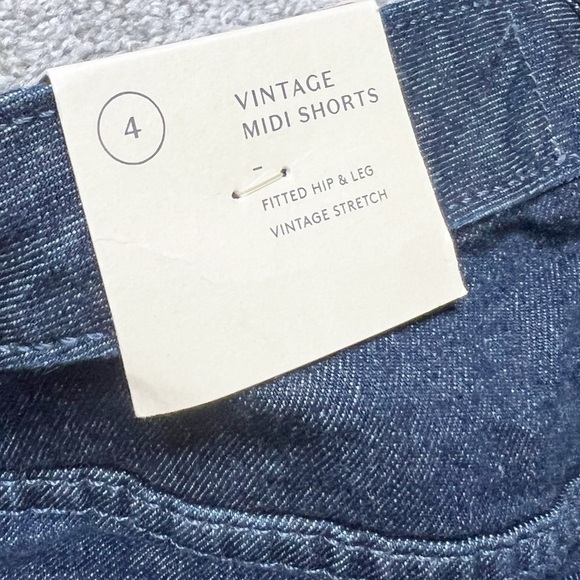 4
VINTAGE
MIDI SHORTS
-
FITTED HIP & LEG
VINTAGE STRETCH